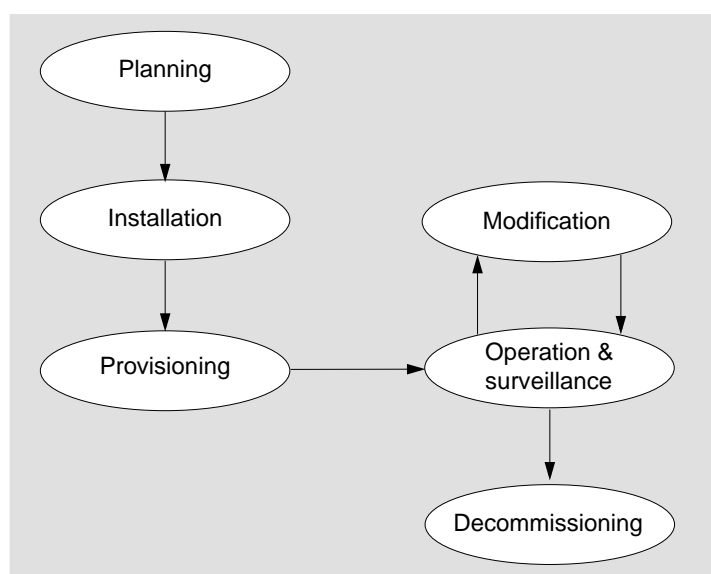 Planning
Installation
Provisioning
Modification
Operation &
surveillance
Decommissioning